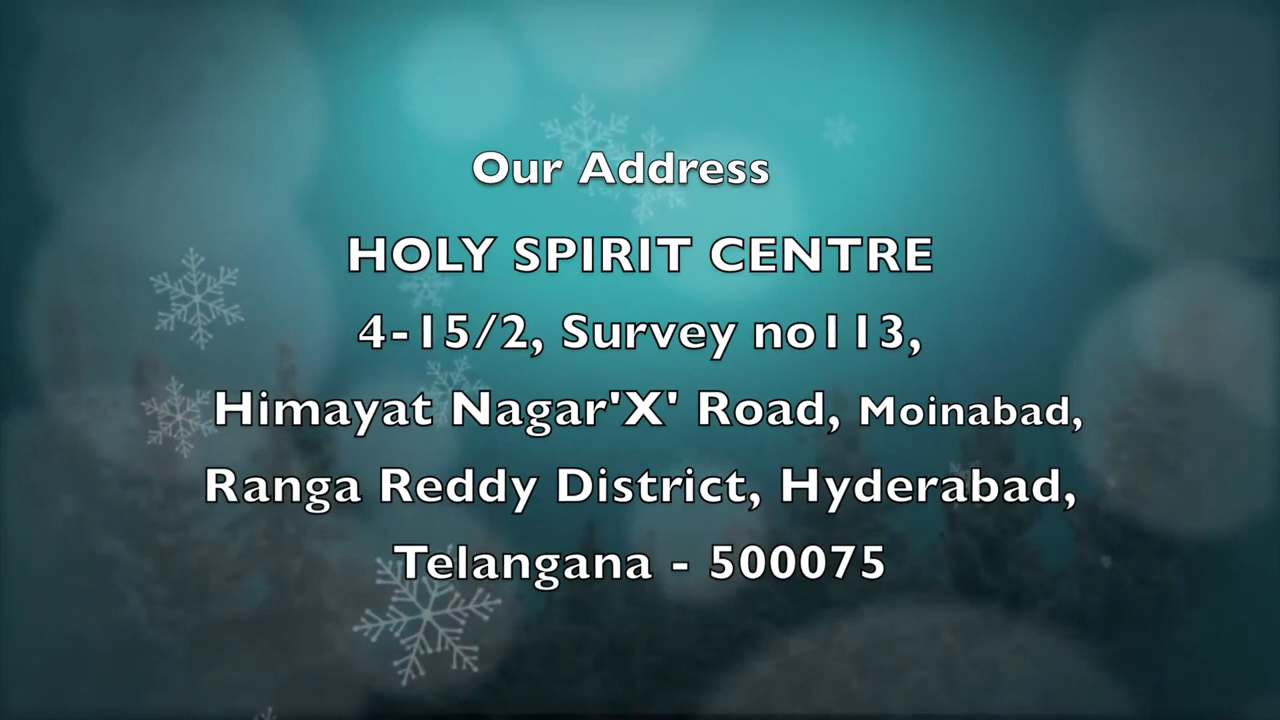 Our Address
HOLY SPIRIT CENTRE
4-15/2, Survey no113,
Himayat Nagar'X' Road, Moinabad,
Ranga Reddy District, Hyderabad,
Telangana - 500075